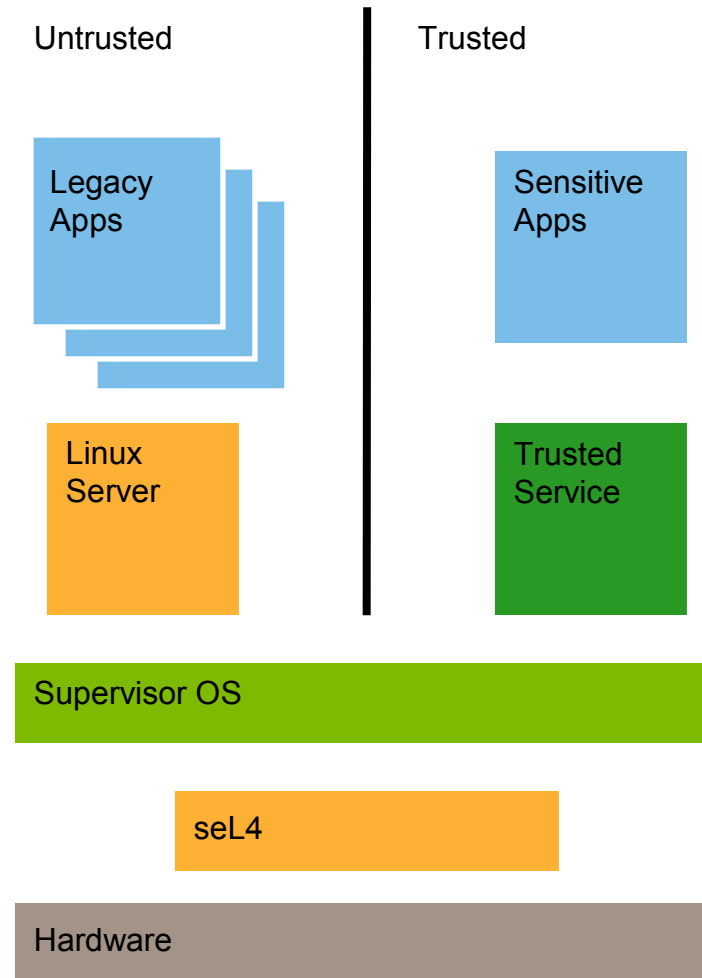 Untrusted
Trusted
Legacy
Apps
Sensitive
Apps
Linux
Server
Trusted
Service
Supervisor OS
seL4
Hardware